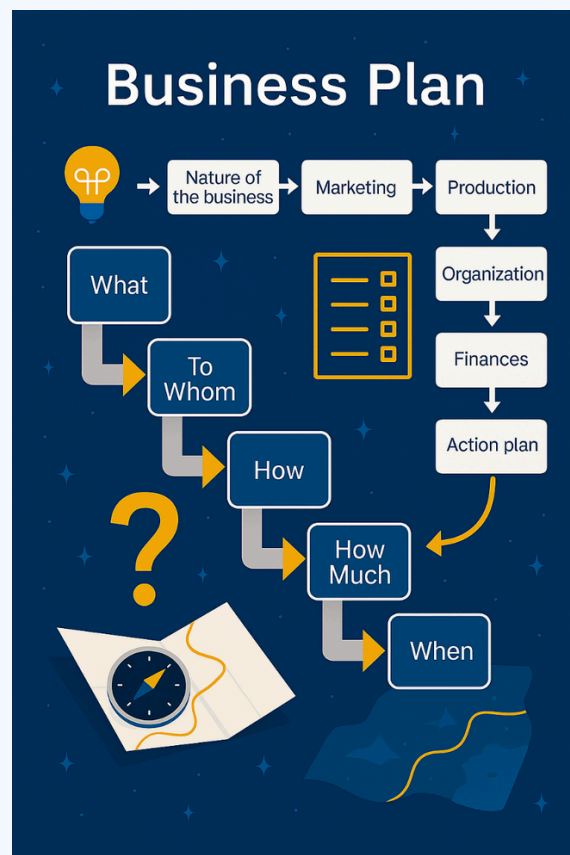 Business Plan
Nature of
the business
Marketing
Production
Organization
Finances
Action plan
What
To
Whom
How
How
Much
When
?